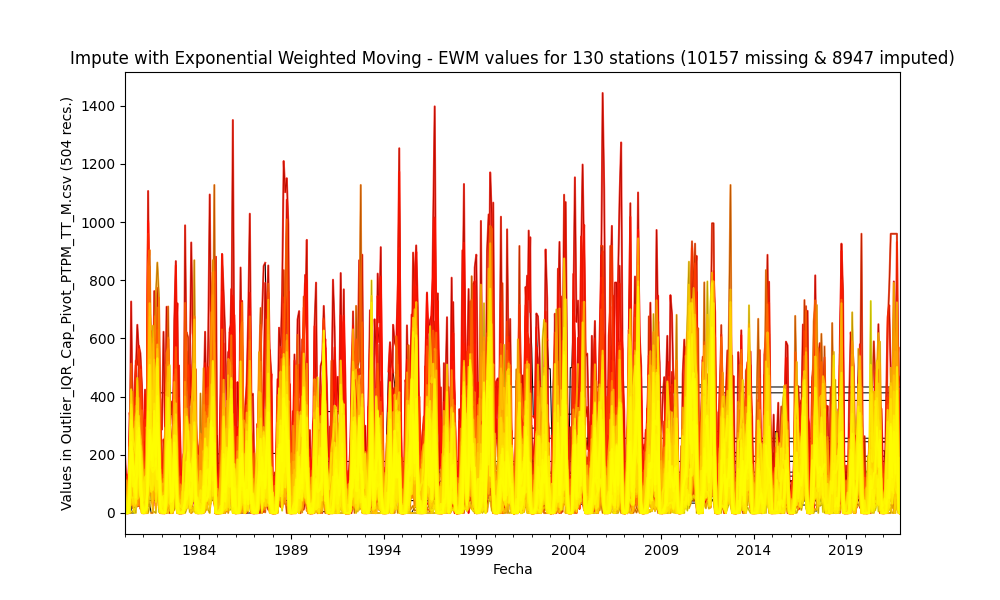 Impute with Exponential Weighted Moving - EWM values for 130 stations (10157 missing & 8947 imputed)
Values in Outlier_IQR_Cap_Pivot_PTPM_TT_M.csv (504 recs.)
1400
1200
1000
800
600
400
200
0
1984 1989 1994 1999 2004 2009 2014 2019
Fecha